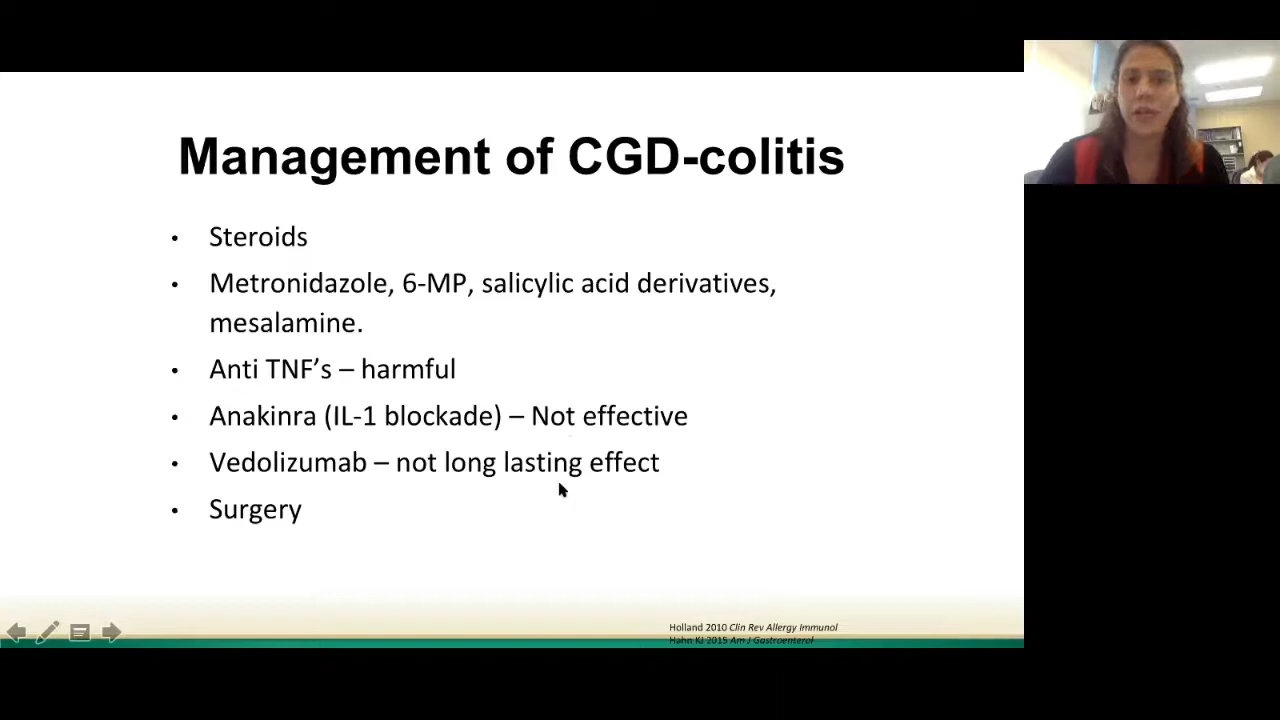 Management of CGD-colitis
• Steroids
• Metronidazole, 6-MP, salicylic acid derivatives,
mesalamine.
• Anti TNF’s – harmful
• Anakinra (IL-1 blockade) – Not effective
• Vedolizumab – not long lasting effect
• Surgery
Holland 2010 Clin Rev Allergy Immunol
Hahn KJ 2015 Am J Gastroenterol